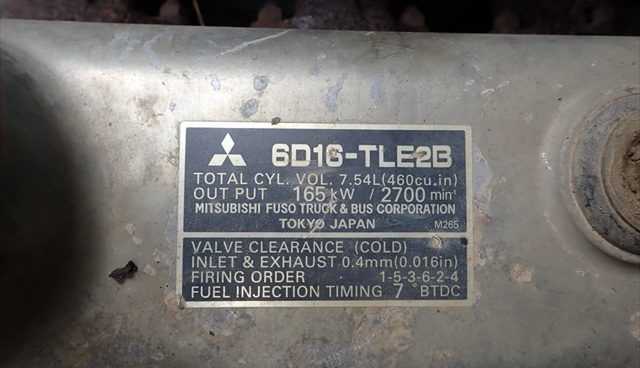 6D16-TLE2B
TOTAL CYL. VOL. 7.54L(460cu.in)
OUT PUT 165 kW / 2700 min⁻¹
MITSUBISHI FUSO TRUCK & BUS CORPORATION
TOKYO JAPAN M265
VALVE CLEARANCE (COLD)
INLET & EXHAUST 0.4mm(0.016in)
FIRING ORDER 1-5-3-6-2-4
FUEL INJECTION TIMING 7° BTDC